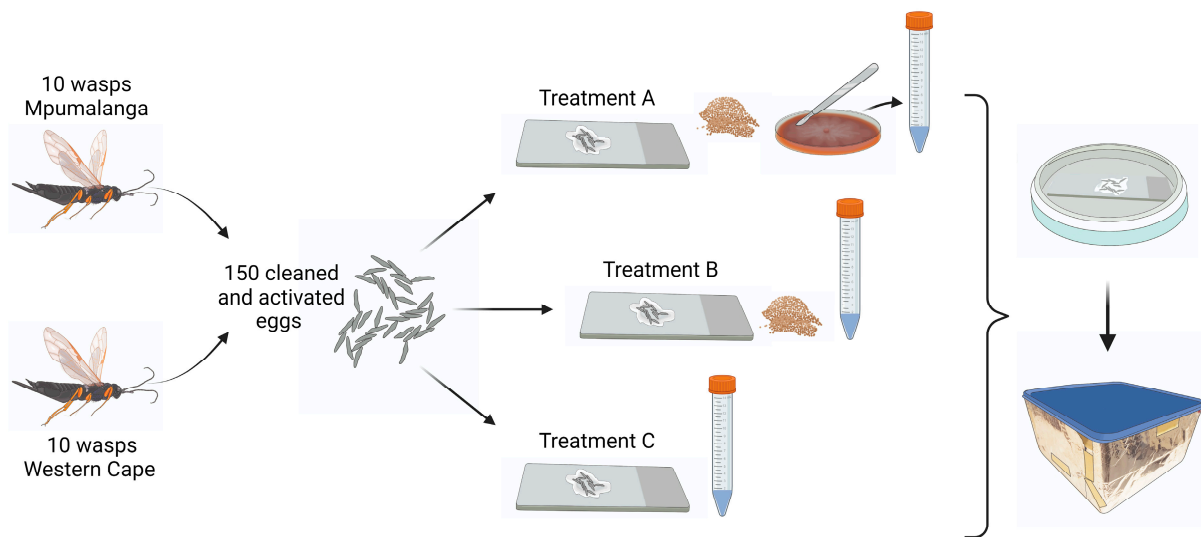 10 wasps
Mpumalanga
10 wasps
Western Cape
150 cleaned
and activated
eggs
Treatment A
Treatment B
Treatment C